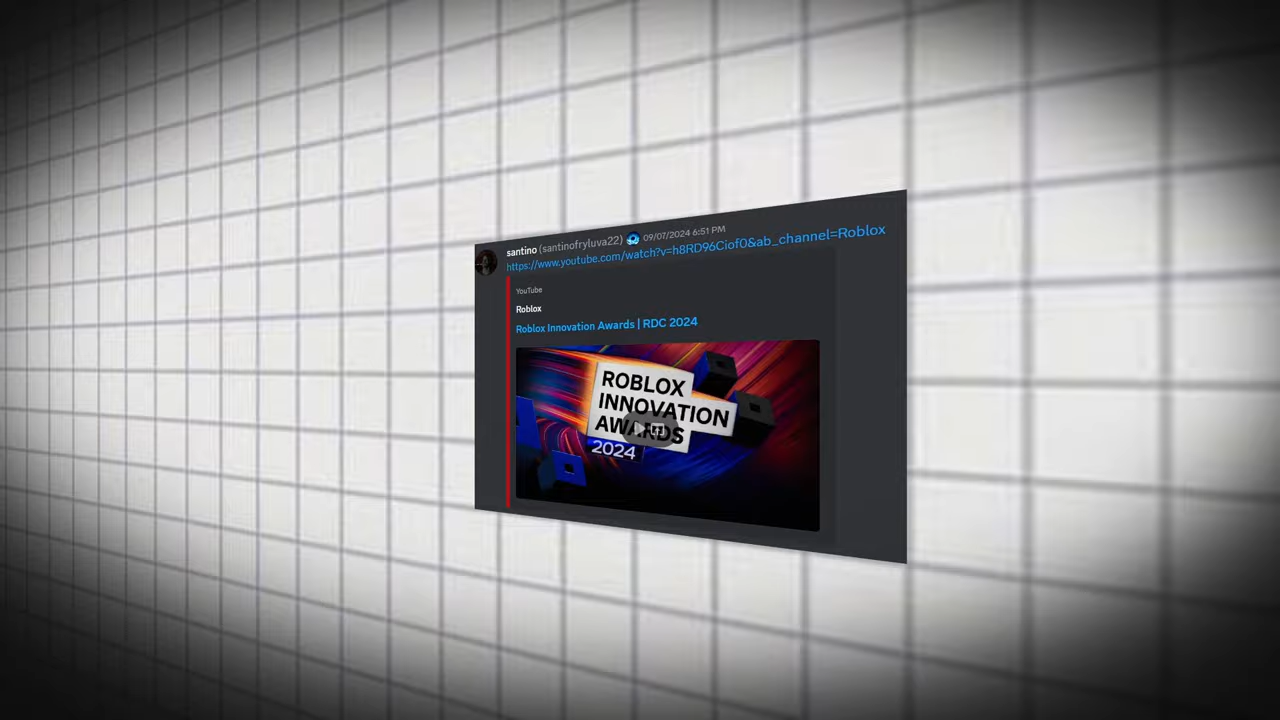 santino (santinofryluva22) 09/07/2024 6:51 PM
https://www.youtube.com/watch?v=h8RD96Ciof0&ab_channel=Roblox
YouTube
Roblox
Roblox Innovation Awards | RDC 2024
ROBLOX
INNOVATION
AWARDS
2024